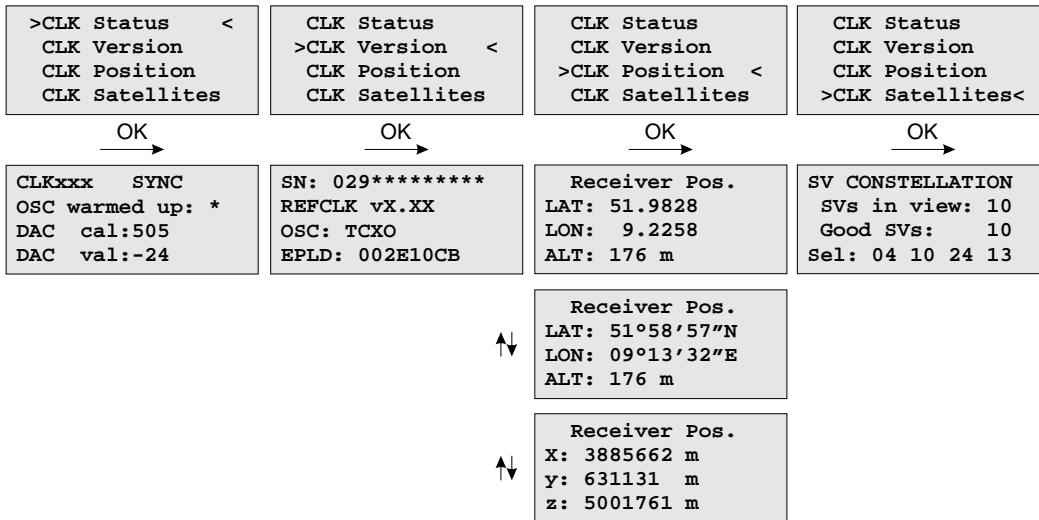 >CLK Status <
CLK Version
CLK Position
CLK Satellites
CLK Status
>CLK Version <
CLK Position
CLK Satellites
CLK Status
CLK Version
>CLK Position <
CLK Satellites
CLK Status
CLK Version
CLK Position
>CLK Satellites<
OK
OK
OK
OK
CLKxxx SYNC
OSC warmed up: *
DAC cal:505
DAC val:-24
SN: 029*********
REFCLK vX.XX
OSC: TCXO
EPLD: 002E10CB
Receiver Pos.
LAT: 51.9828
LON: 9.2258
ALT: 176 m
SV CONSTELLATION
SVs in view: 10
Good SVs: 10
Sel: 04 10 24 13
Receiver Pos.
LAT: 51°58’57”N
LON: 09°13’32”E
ALT: 176 m
Receiver Pos.
X: 3885662 m
y: 631131 m
z: 5001761 m